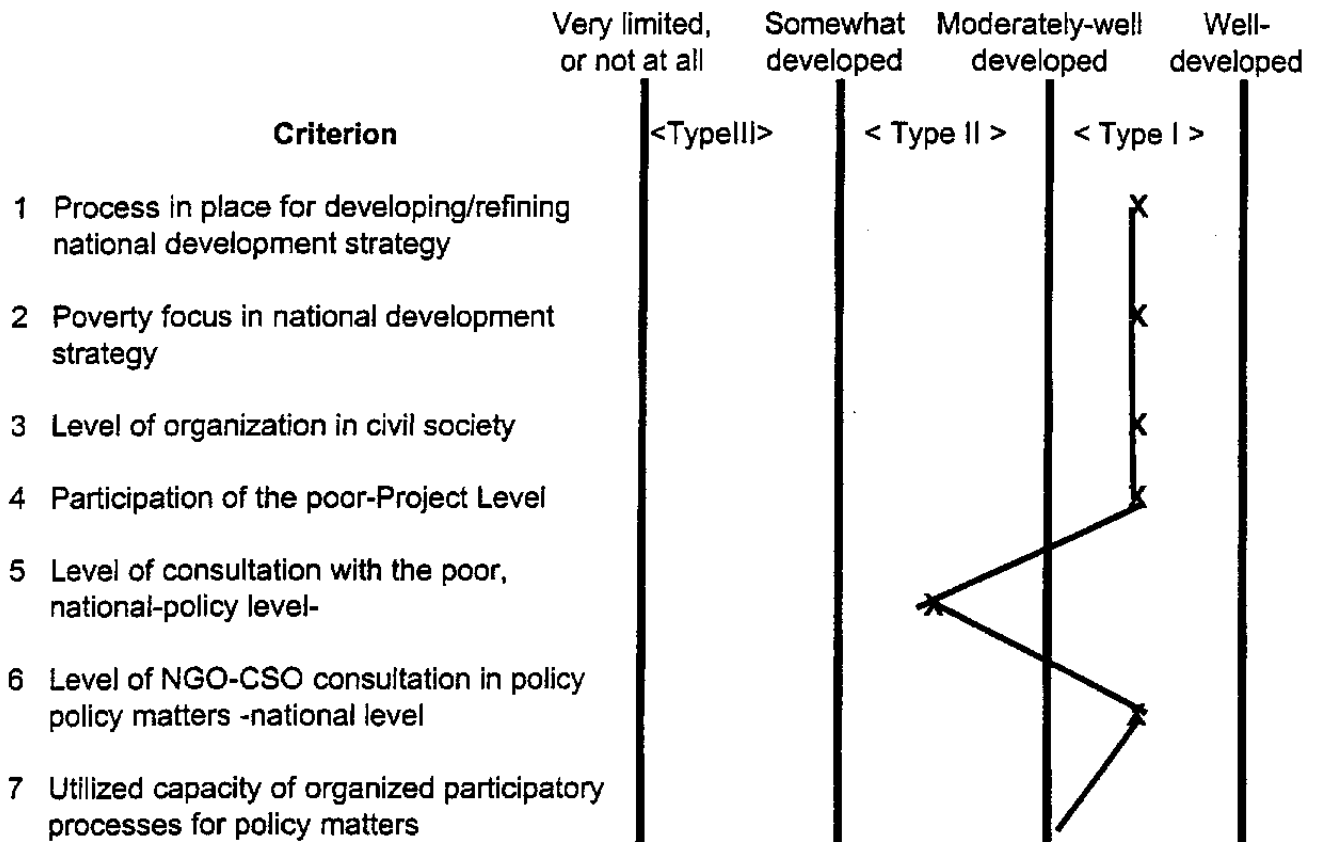 Very limited, Somewhat Moderately-well Well-
or not at all developed developed developed
Criterion <TypeIII> < Type II > < Type I >
1 Process in place for developing/refining X
national development strategy
2 Poverty focus in national development X
strategy
3 Level of organization in civil society X
4 Participation of the poor-Project Level X
5 Level of consultation with the poor,
national-policy level- X
6 Level of NGO-CSO consultation in policy
policy matters -national level X
7 Utilized capacity of organized participatory
processes for policy matters